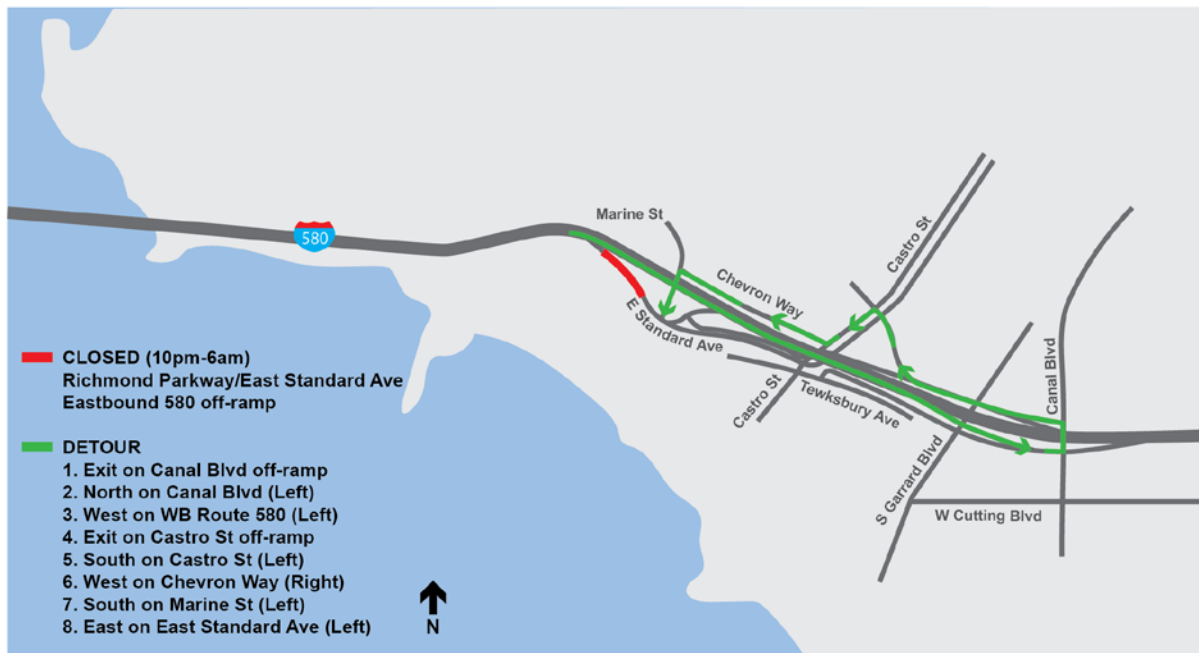 Marine St
580
Chevron Way
Castro St
E Standard Ave
Castro St
Tewksbury Ave
Canal Blvd
S Garrard Blvd
W Cutting Blvd
CLOSED (10pm-6am)
Richmond Parkway/East Standard Ave
Eastbound 580 off-ramp
DETOUR
1. Exit on Canal Blvd off-ramp
2. North on Canal Blvd (Left)
3. West on WB Route 580 (Left)
4. Exit on Castro St off-ramp
5. South on Castro St (Left)
6. West on Chevron Way (Right)
7. South on Marine St (Left)
8. East on East Standard Ave (Left)
N